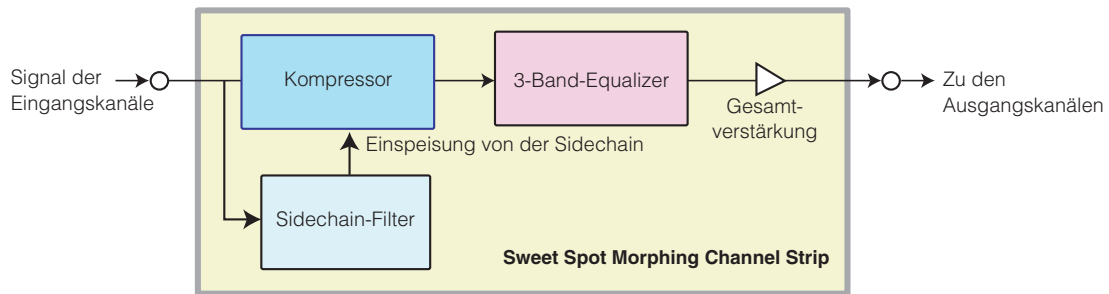 Signal der
Eingangskanäle
Kompressor
3-Band-Equalizer
Gesamt-
verstärkung
Zu den
Ausgangskanälen
Einspeisung von der Sidechain
Sidechain-Filter
Sweet Spot Morphing Channel Strip